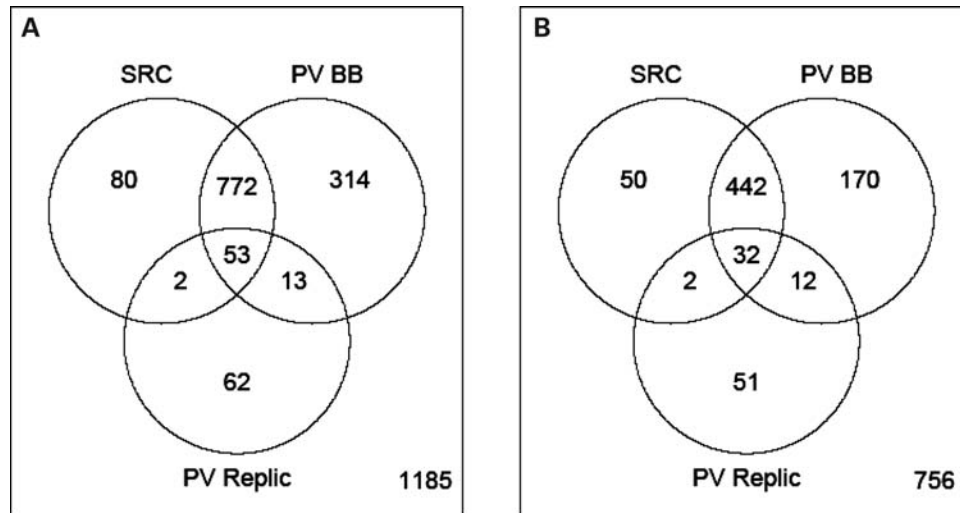 A
SRC PV BB
80 772 314
53
2 13
62
PV Replic 1185
B
SRC PV BB
50 442 170
32
2 12
51
PV Replic 756